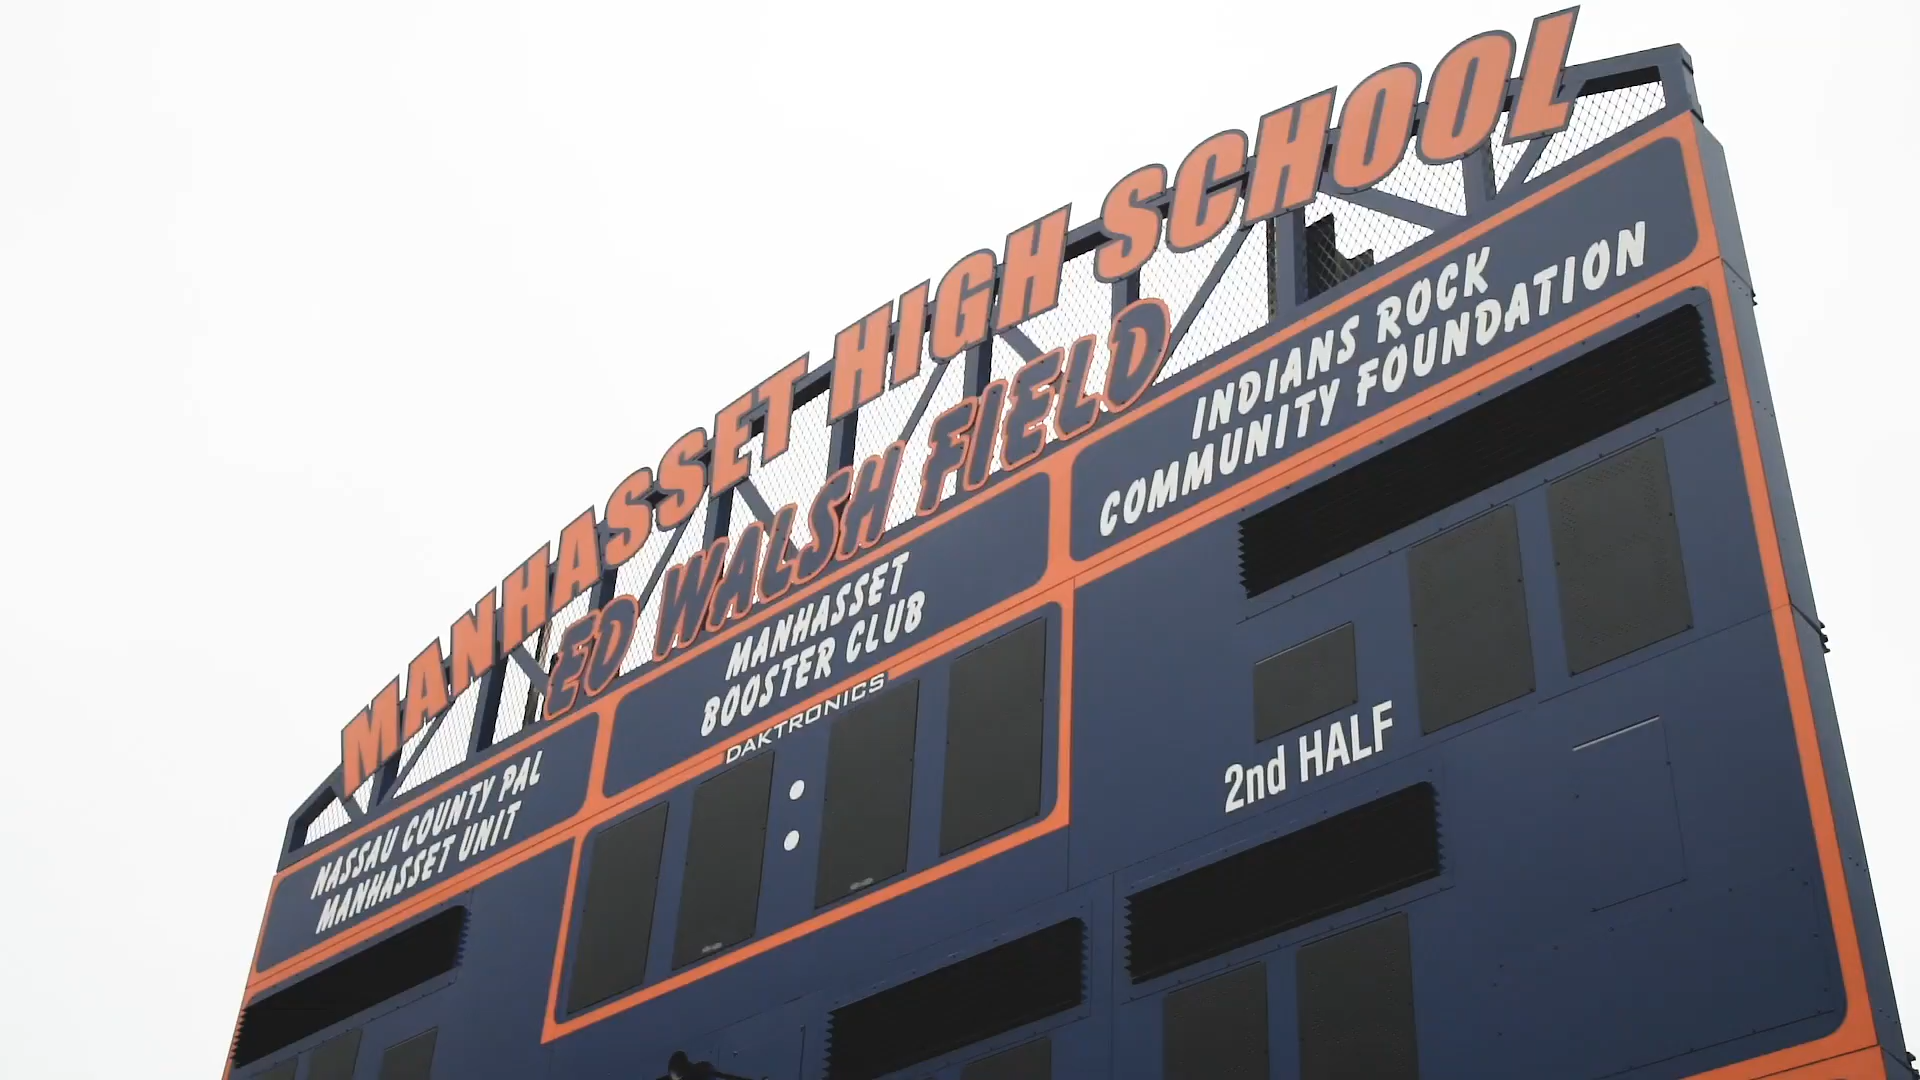 MANHASSET HIGH SCHOOL
ED WALSH FIELD
NASSAU COUNTY PAL
MANHASSET UNIT
MANHASSET
BOOSTER CLUB
INDIANS ROCK
COMMUNITY FOUNDATION
DAKTRONICS
2nd HALF